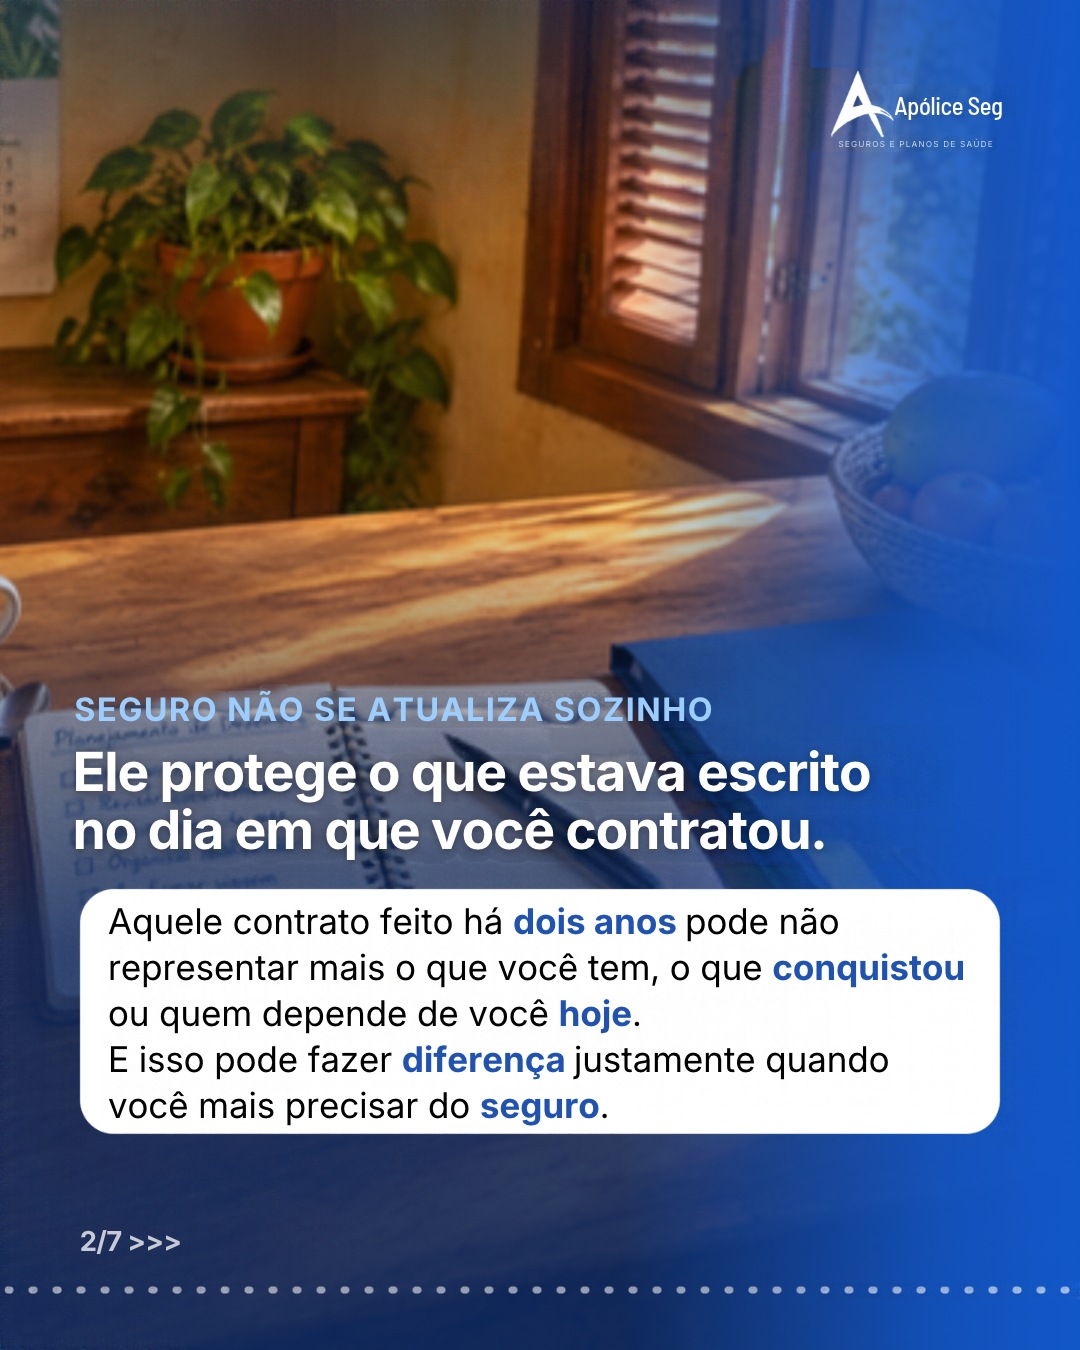 Apólice Seg
SEGUROS E PLANOS DE SAÚDE
SEGURO NÃO SE ATUALIZA SOZINHO
Ele protege o que estava escrito
no dia em que você contratou.
Aquele contrato feito há dois anos pode não
representar mais o que você tem, o que conquistou
ou quem depende de você hoje.
E isso pode fazer diferença justamente quando
você mais precisar do seguro.
2/7 >>>